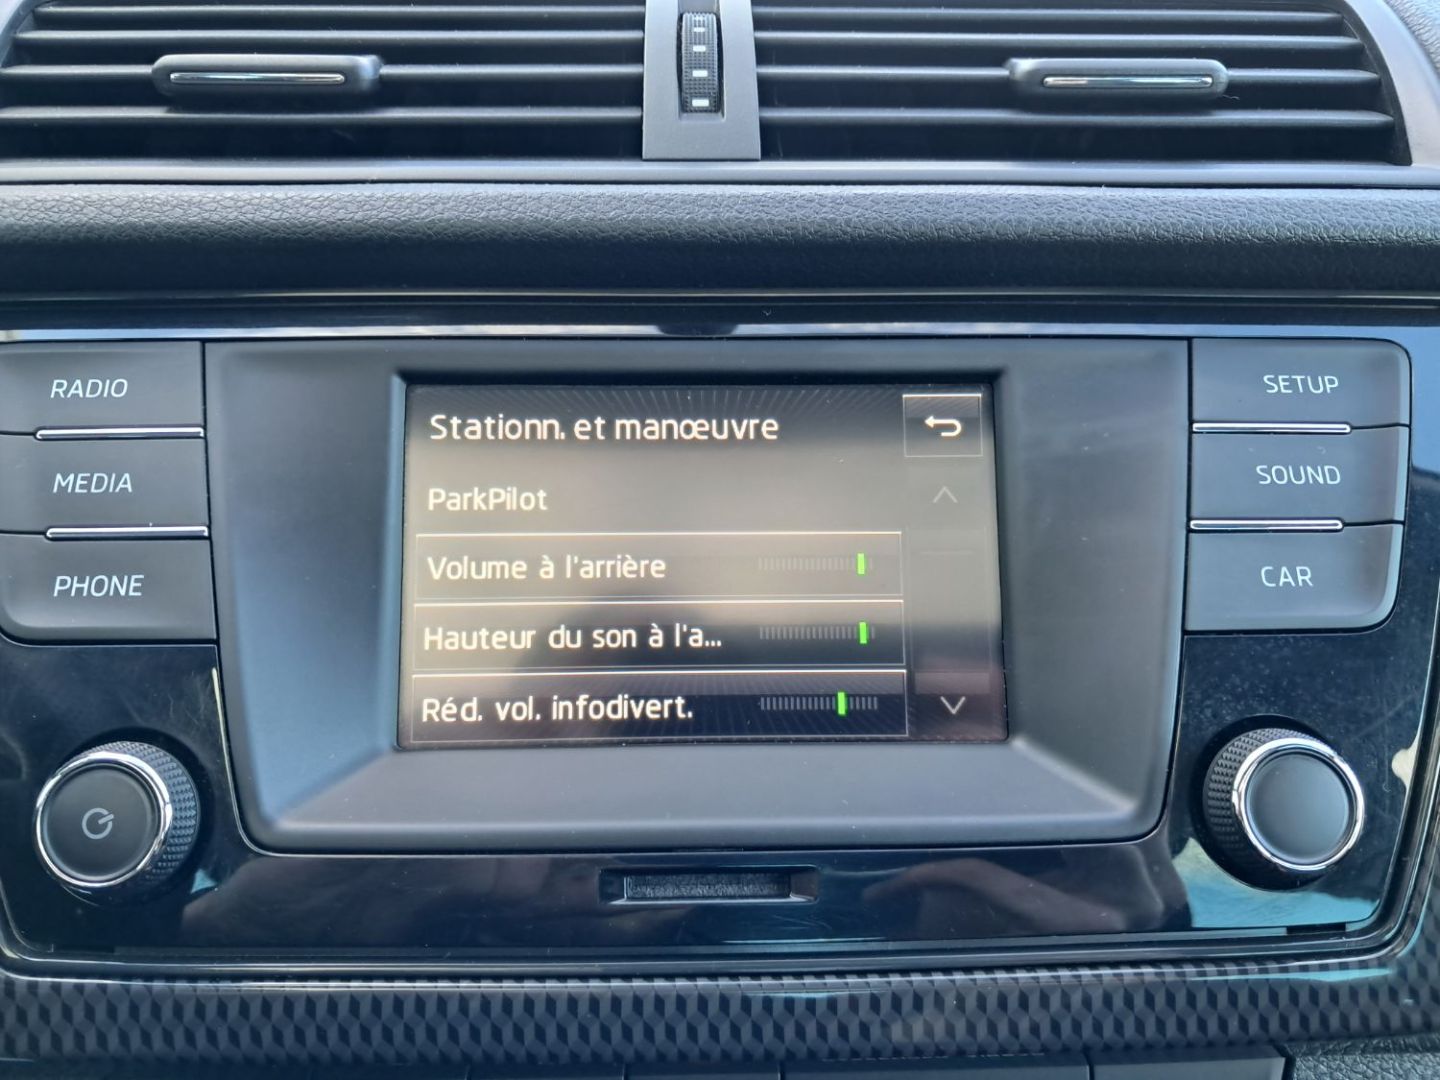 RADIO
MEDIA
PHONE
Stationn. et manœuvre
ParkPilot
Volume à l'arrière
Hauteur du son à l'a...
Réd. vol. infodivert.
SETUP
SOUND
CAR